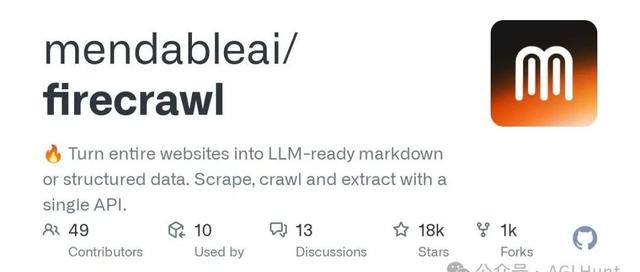 mendableai/
firecrawl
🔥 Turn entire websites into LLM-ready markdown
or structured data. Scrape, crawl and extract with a
single API.
49 10 13 18k 1k
Contributors Used by Discussions Stars Forks
公众号 · AGI Hunt